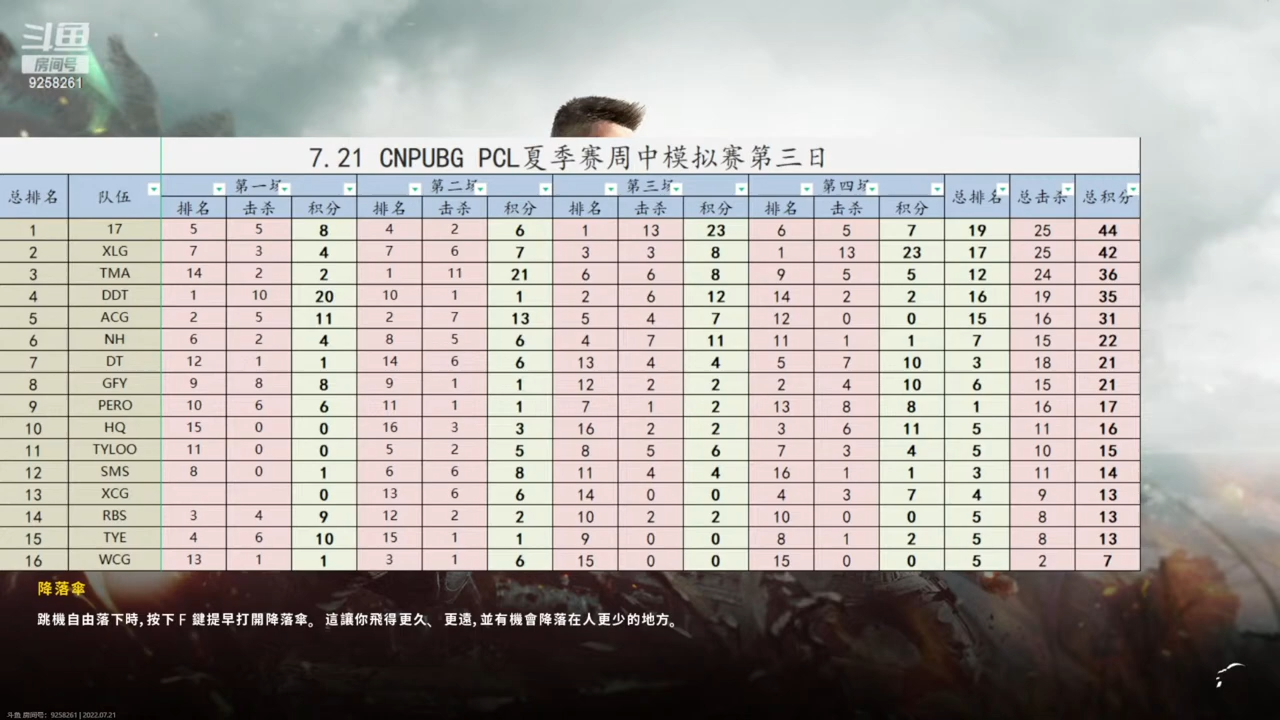 斗鱼
房间号
9258261
7.21 CNPUBG PCL夏季赛周中模拟赛第三日
总排名 队伍 第一场 第二场 第三场 第四场 总排名 总击杀 总积分
排名 击杀 积分 排名 击杀 积分 排名 击杀 积分 排名 击杀 积分
1 17 5 5 8 4 2 6 1 13 23 6 5 7 19 25 44
2 XLG 7 3 4 7 6 7 3 3 8 1 13 23 17 25 42
3 TMA 14 2 2 1 11 21 6 6 8 9 5 5 12 24 36
4 DDT 1 10 20 10 1 1 2 6 12 14 2 2 16 19 35
5 ACG 2 5 11 2 7 13 5 4 7 12 0 0 15 16 31
6 NH 6 2 4 8 5 6 4 7 11 11 1 1 7 15 22
7 DT 12 1 1 14 6 6 13 4 4 5 7 10 3 18 21
8 GFY 9 8 8 9 1 1 12 2 2 2 4 10 6 15 21
9 PERO 10 6 6 11 1 1 7 1 2 13 8 8 1 16 17
10 HQ 15 0 0 16 3 3 16 2 2 3 6 11 5 11 16
11 TYLOO 11 0 0 5 2 5 8 5 6 7 3 4 5 10 15
12 SMS 8 0 1 6 6 8 11 4 4 16 1 1 3 11 14
13 XCG 0 13 6 6 14 0 0 4 3 7 4 9 13
14 RBS 3 4 9 12 2 2 10 2 2 10 0 0 5 8 13
15 TYE 4 6 10 15 1 1 9 0 0 8 1 2 5 8 13
16 WCG 13 1 1 3 1 6 15 0 0 15 0 0 5 2 7
降落傘
跳機自由落下時,按下 F 鍵提早打開降落傘。 這讓你飛得更久、 更遠,並有機會降落在人更少的地方。
斗鱼 房间号: 9258261 | 2022.07.21